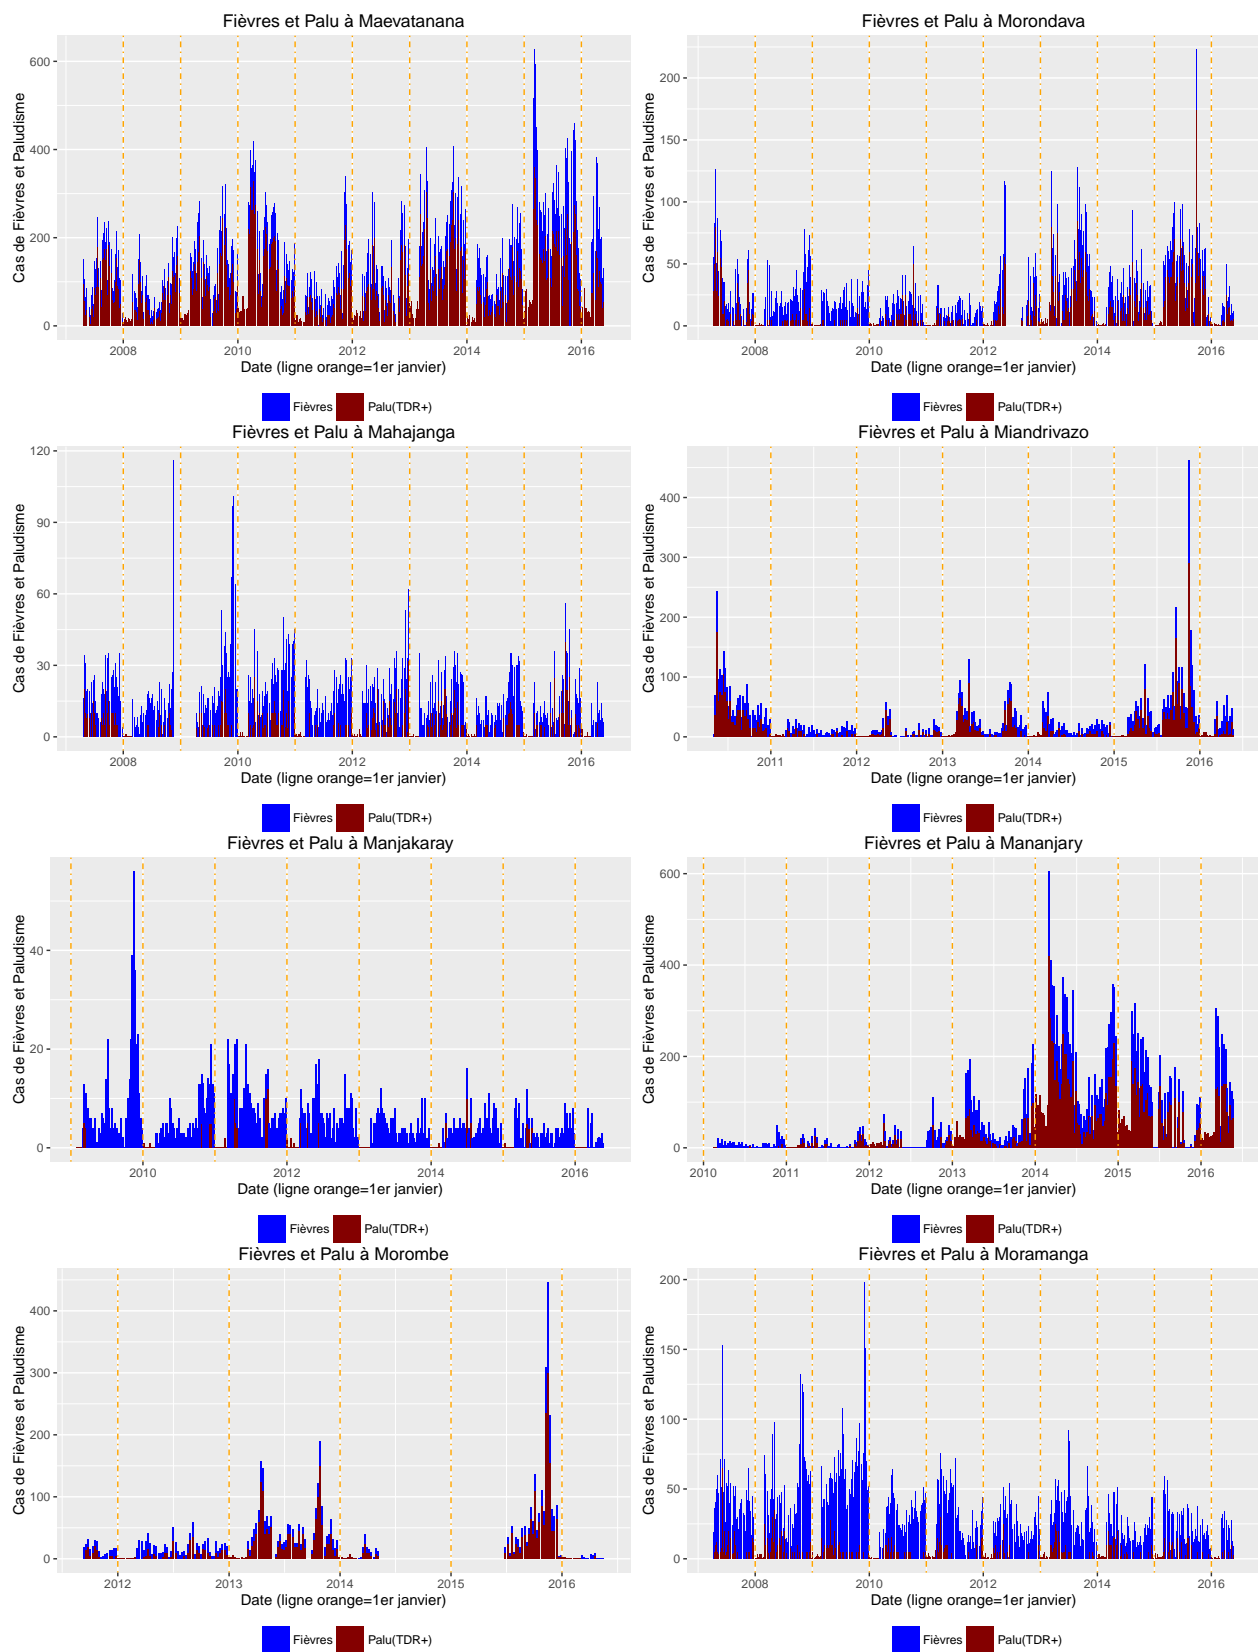 Fièvres et Palu à Maevatanana
Cas de Fièvres et Paludisme
600
400
200
0
2008 2010 2012 2014 2016
Date (ligne orange=1er janvier)
Fièvres Palu(TDR+)
Fièvres et Palu à Morondava
Cas de Fièvres et Paludisme
200
150
100
50
0
2008 2010 2012 2014 2016
Date (ligne orange=1er janvier)
Fièvres Palu(TDR+)
Fièvres et Palu à Mahajanga
Cas de Fièvres et Paludisme
120
90
60
30
0
2008 2010 2012 2014 2016
Date (ligne orange=1er janvier)
Fièvres Palu(TDR+)
Fièvres et Palu à Miandrivazo
Cas de Fièvres et Paludisme
400
300
200
100
0
2011 2012 2013 2014 2015 2016
Date (ligne orange=1er janvier)
Fièvres Palu(TDR+)
Fièvres et Palu à Manjakaray
Cas de Fièvres et Paludisme
40
20
0
2010 2012 2014 2016
Date (ligne orange=1er janvier)
Fièvres Palu(TDR+)
Fièvres et Palu à Mananjary
Cas de Fièvres et Paludisme
600
400
200
0
2010 2011 2012 2013 2014 2015 2016
Date (ligne orange=1er janvier)
Fièvres Palu(TDR+)
Fièvres et Palu à Morombe
Cas de Fièvres et Paludisme
400
300
200
100
0
2012 2013 2014 2015 2016
Date (ligne orange=1er janvier)
Fièvres Palu(TDR+)
Fièvres et Palu à Moramanga
Cas de Fièvres et Paludisme
200
150
100
50
0
2008 2010 2012 2014 2016
Date (ligne orange=1er janvier)
Fièvres Palu(TDR+)